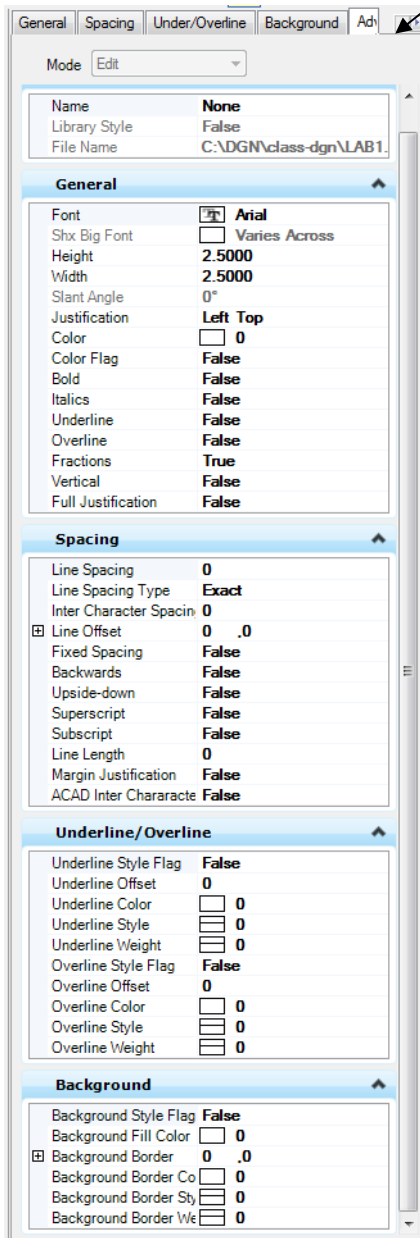 General Spacing Under/Overline Background Adv
Mode Edit
Name None
Library Style False
File Name C:\DGN\class-dgn\LAB1.
General
Font Arial
Shx Big Font Varies Across
Height 2.5000
Width 2.5000
Slant Angle 0°
Justification Left Top
Color 0
Color Flag False
Bold False
Italics False
Underline False
Overline False
Fractions True
Vertical False
Full Justification False
Spacing
Line Spacing 0
Line Spacing Type Exact
Inter Character Spacin 0
Line Offset 0 .0
Fixed Spacing False
Backwards False
Upside-down False
Superscript False
Subscript False
Line Length 0
Margin Justification False
ACAD Inter Chararacte False
Underline/Overline
Underline Style Flag False
Underline Offset 0
Underline Color 0
Underline Style 0
Underline Weight 0
Overline Style Flag False
Overline Offset 0
Overline Color 0
Overline Style 0
Overline Weight 0
Background
Background Style Flag False
Background Fill Color 0
Background Border 0 .0
Background Border Co 0
Background Border Sty 0
Background Border We 0